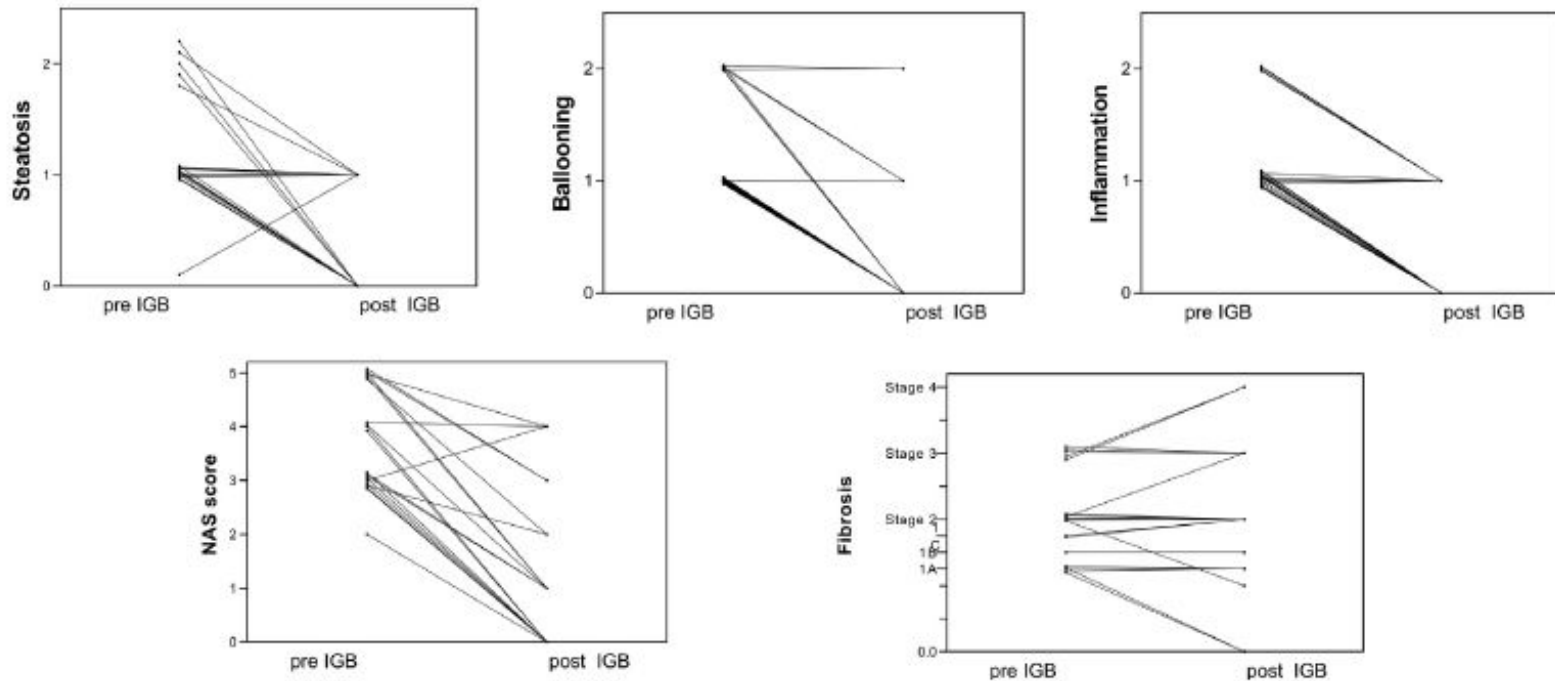 Steatosis
2
1
0
pre IGB
post IGB
Ballooning
2
1
0
pre IGB
post IGB
Inflammation
2
1
0
pre IGB
post IGB
NAS score
5
4
3
2
1
0
pre IGB
post IGB
Fibrosis
Stage 4
Stage 3
Stage 2
1B
1A
0.0
pre IGB
post IGB